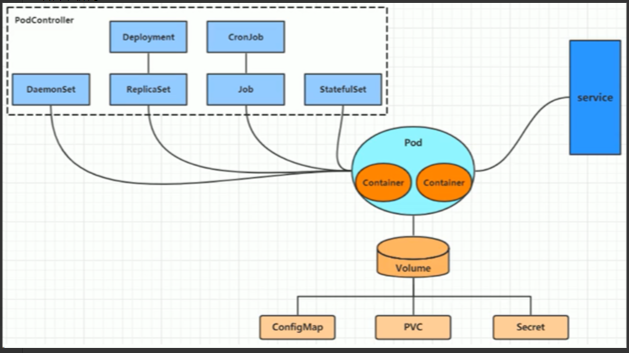 PodController
Deployment
CronJob
DaemonSet
ReplicaSet
Job
StatefulSet
service
Pod
Container
Container
Volume
ConfigMap
PVC
Secret